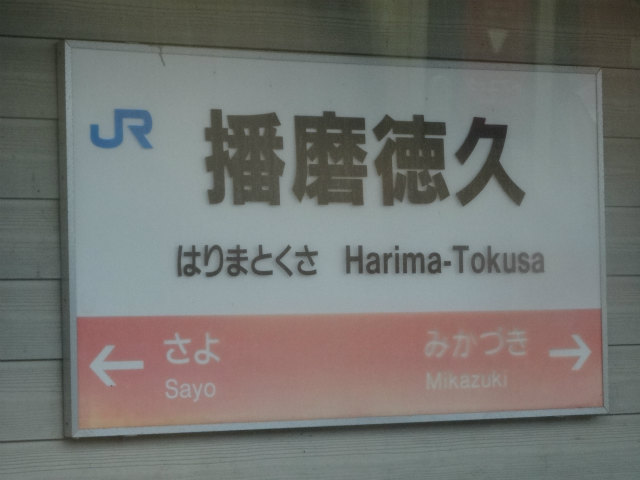 JR
播磨徳久
はりまとくさ Harima-Tokusa
← さよ みかづき →
Sayo Mikazuki